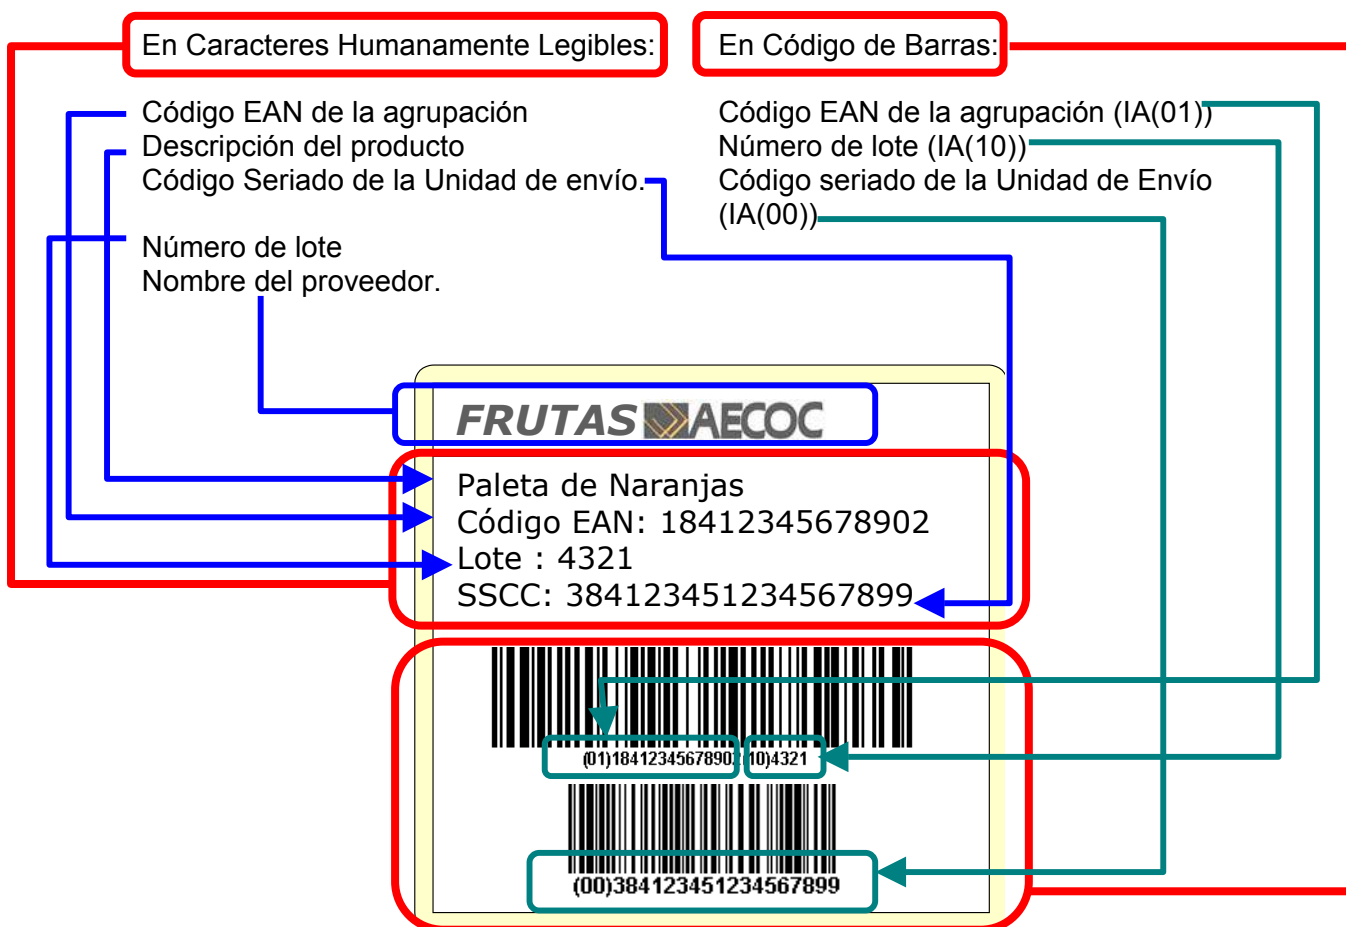 En Caracteres Humanamente Legibles:
Código EAN de la agrupación
Descripción del producto
Código Seriado de la Unidad de envío.
Número de lote
Nombre del proveedor.
En Código de Barras:
Código EAN de la agrupación (IA(01))
Número de lote (IA(10))
Código seriado de la Unidad de Envío
(IA(00))
FRUTAS AECOC
Paleta de Naranjas
Código EAN: 18412345678902
Lote : 4321
SSCC: 384123451234567899
(01)18412345678902(10)4321
(00)384123451234567899